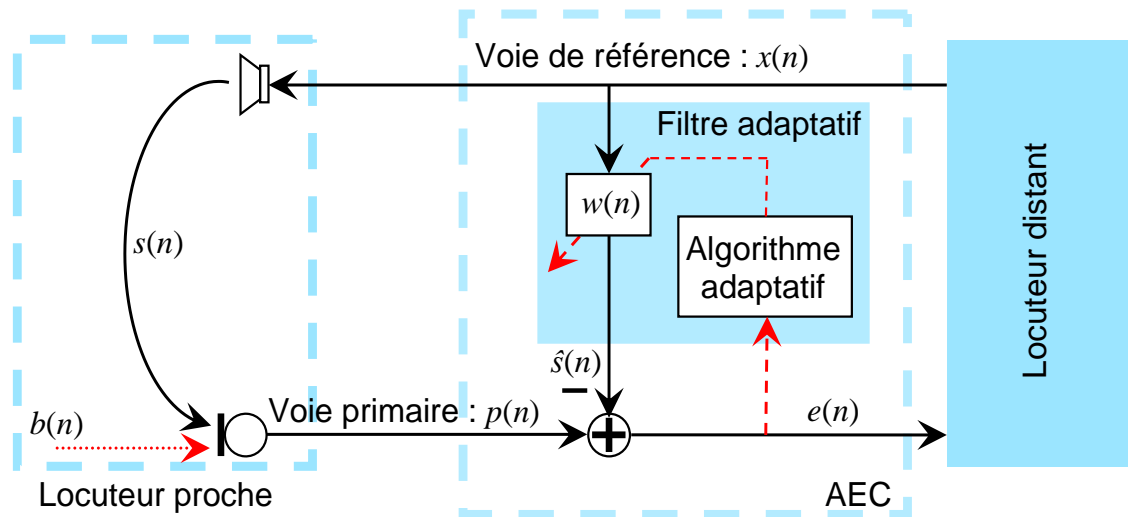 Voie de référence : x(n)
Filtre adaptatif
w(n)
s(n)
Algorithme
adaptatif
Locuteur distant
ŝ(n)
−
b(n)
Voie primaire : p(n)
+
e(n)
Locuteur proche
AEC